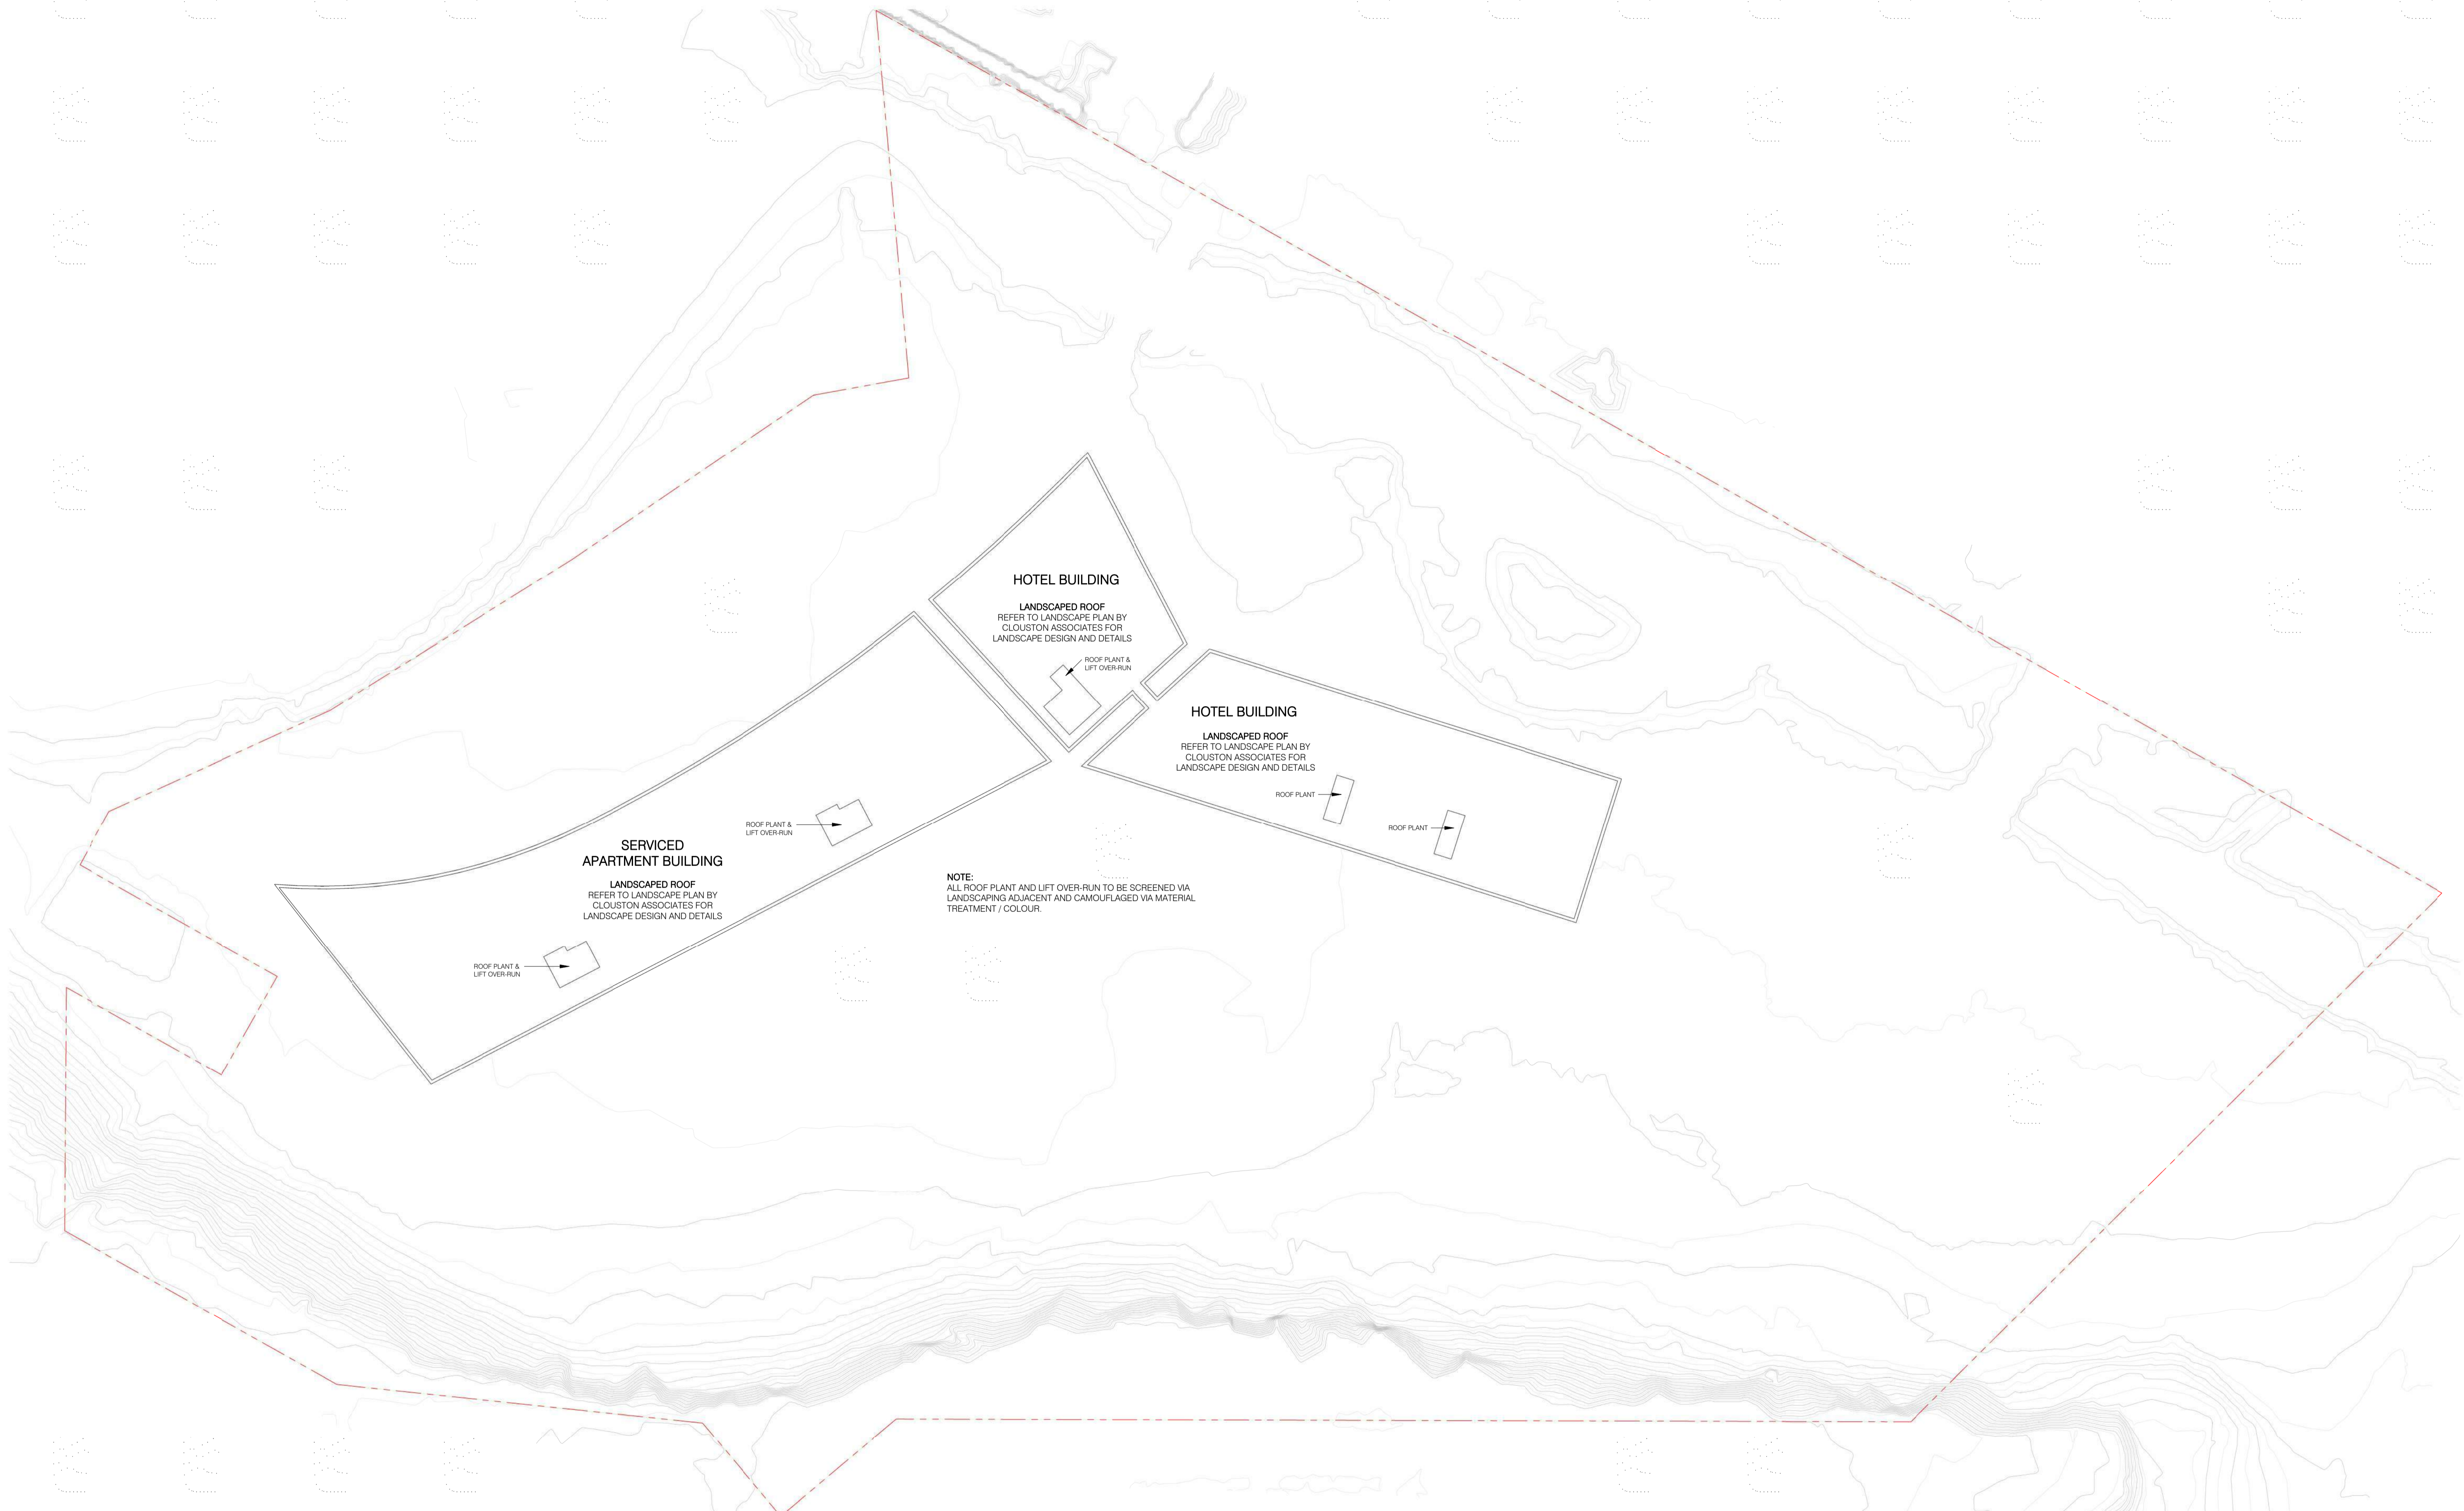 HOTEL BUILDING
LANDSCAPED ROOF
REFER TO LANDSCAPE PLAN BY
CLOUSTON ASSOCIATES FOR
LANDSCAPE DESIGN AND DETAILS
ROOF PLANT &
LIFT OVER-RUN
HOTEL BUILDING
LANDSCAPED ROOF
REFER TO LANDSCAPE PLAN BY
CLOUSTON ASSOCIATES FOR
LANDSCAPE DESIGN AND DETAILS
ROOF PLANT
ROOF PLANT
ROOF PLANT &
LIFT OVER-RUN
SERVICED
APARTMENT BUILDING
LANDSCAPED ROOF
REFER TO LANDSCAPE PLAN BY
CLOUSTON ASSOCIATES FOR
LANDSCAPE DESIGN AND DETAILS
ROOF PLANT &
LIFT OVER-RUN
NOTE:
ALL ROOF PLANT AND LIFT OVER-RUN TO BE SCREENED VIA
LANDSCAPING ADJACENT AND CAMOUFLAGED VIA MATERIAL
TREATMENT / COLOUR.